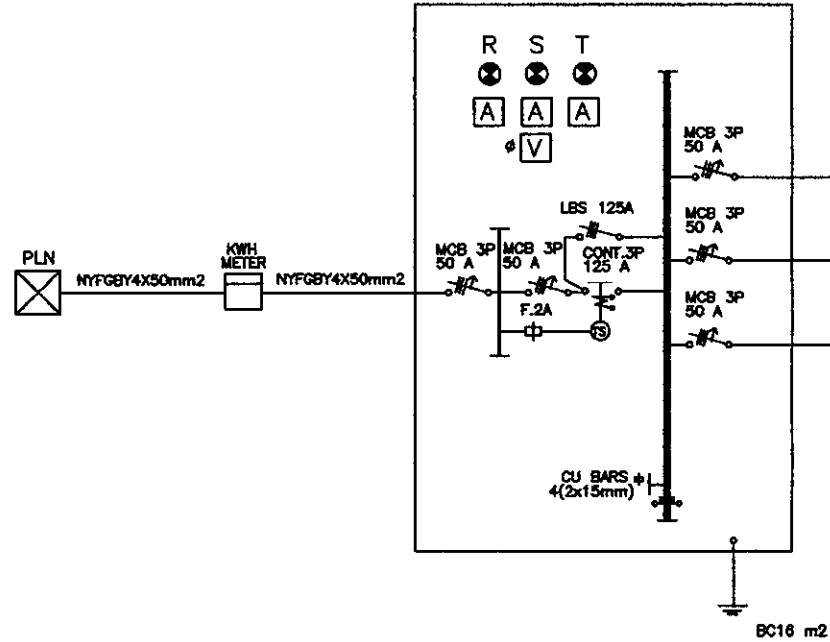 R S T
A A A
ø V
MCB 3P
50 A
LBS 125A
MCB 3P
50 A
PLN
KWH
METER
MCB 3P
50 A
MCB 3P
50 A
CONT.3P
125 A
NYFGBY4X50mm2
NYFGBY4X50mm2
F.2A
TS
MCB 3P
50 A
CU BARS
4(2x15mm)
BC16 m2